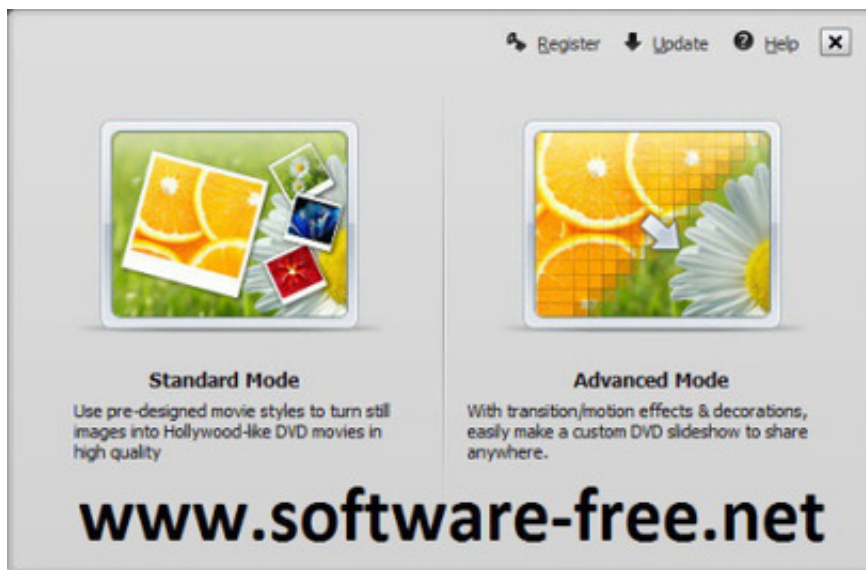 Register Update Help
Standard Mode
Use pre-designed movie styles to turn still
images into Hollywood-like DVD movies in
high quality
Advanced Mode
With transition/motion effects & decorations,
easily make a custom DVD slideshow to share
anywhere.
www.software-free.net